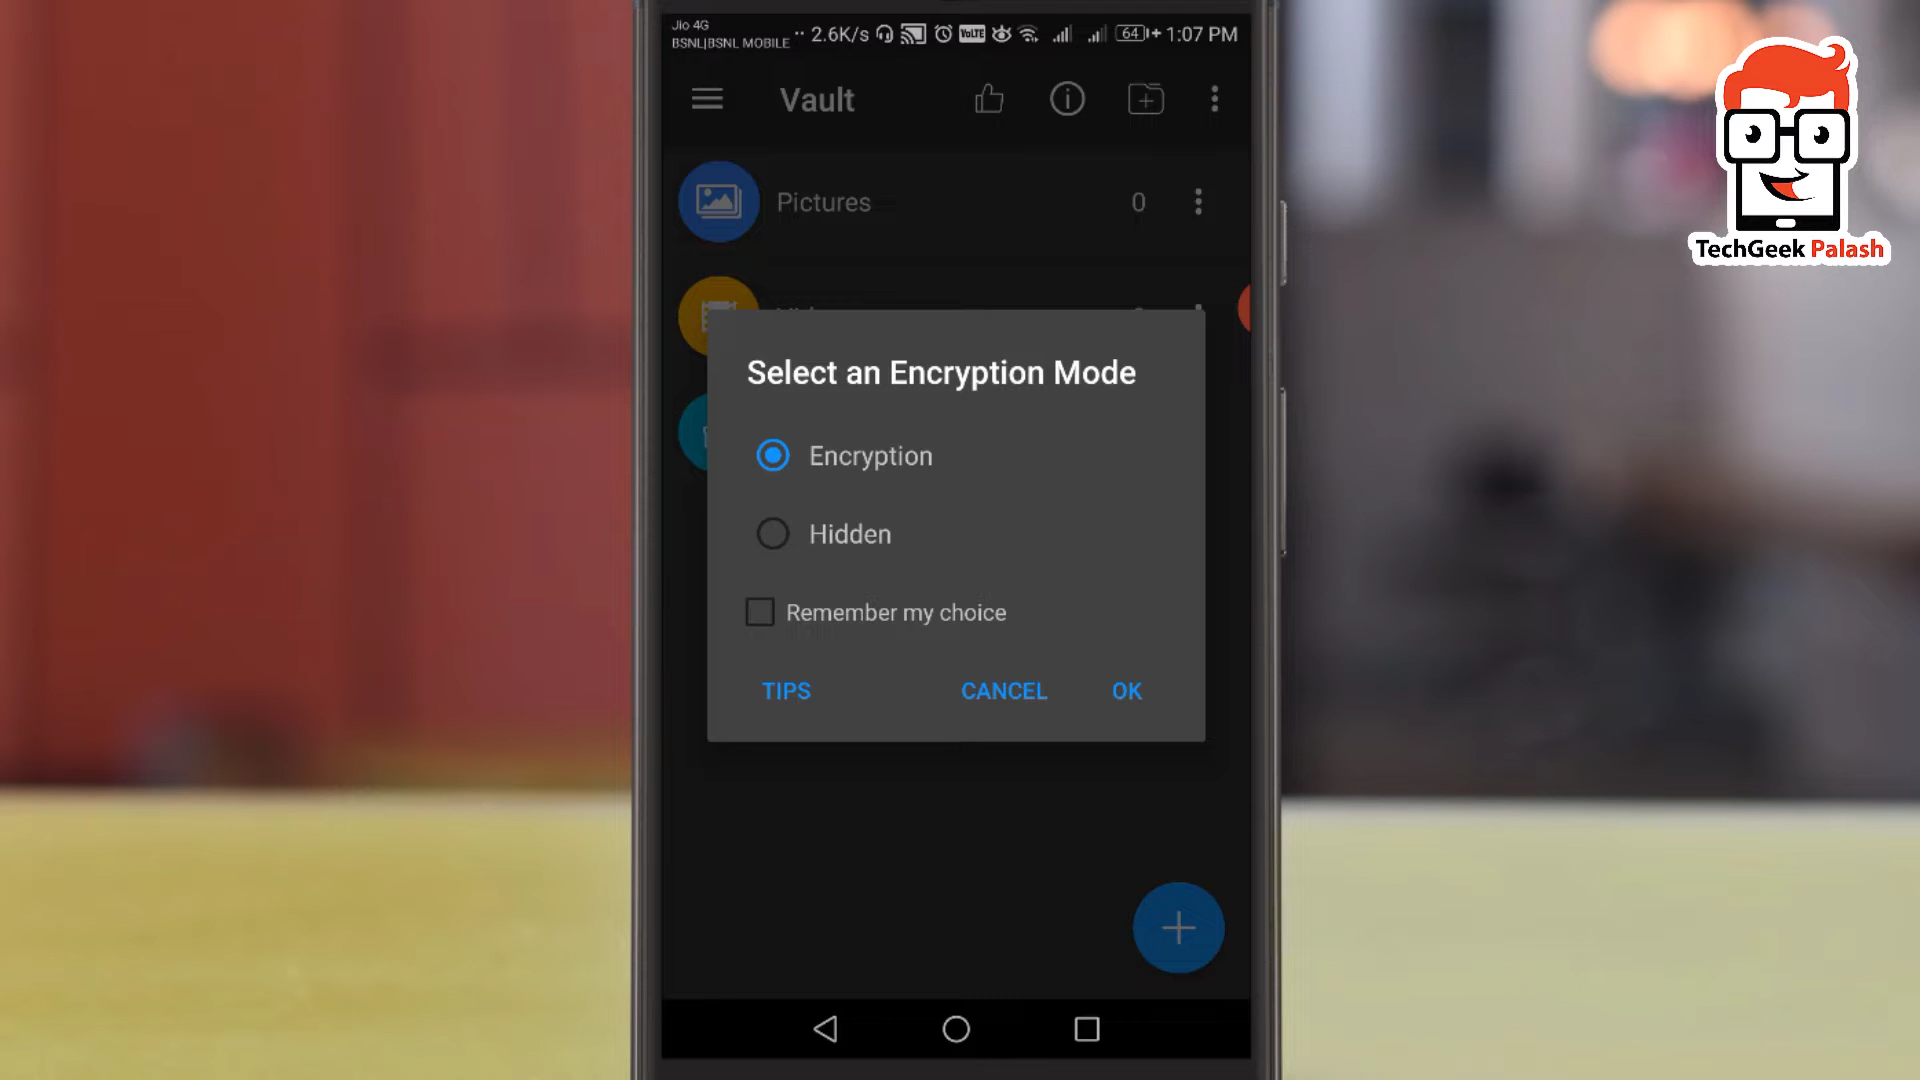 Jio 4G
BSNL|BSNL MOBILE
2.6K/s
VoLTE
64
1:07 PM
Vault
Pictures
0
Select an Encryption Mode
Encryption
Hidden
Remember my choice
TIPS
CANCEL
OK
TechGeek Palash